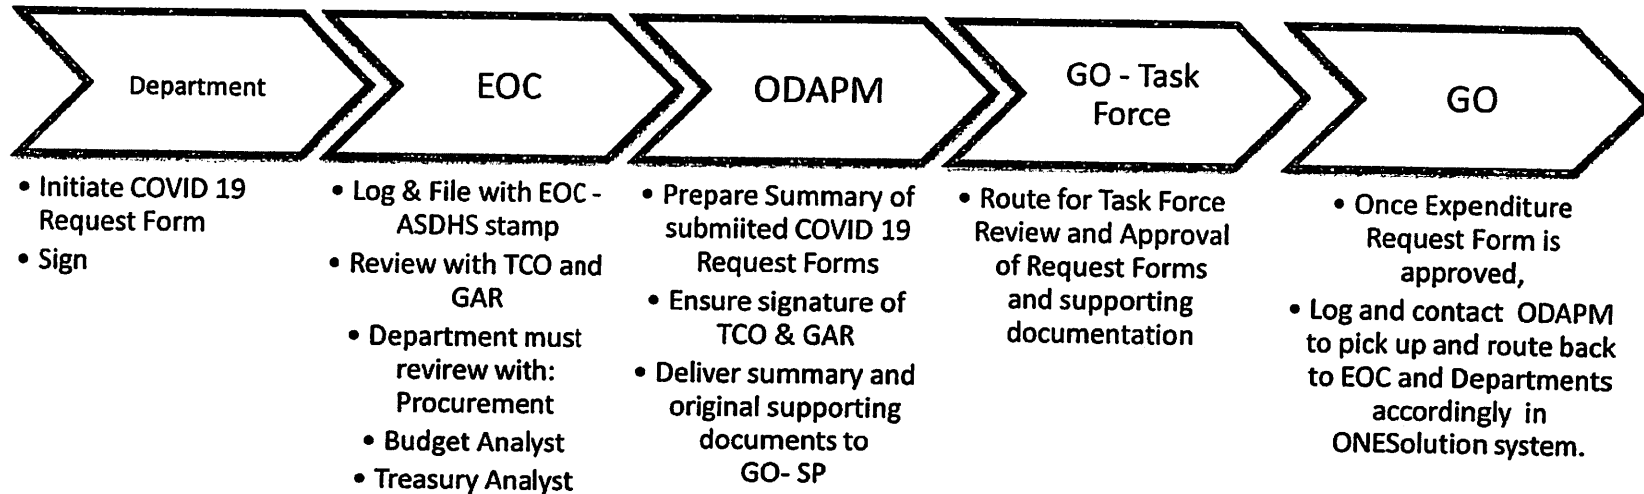 Department
• Initiate COVID 19
Request Form
• Sign
EOC
• Log & File with EOC -
ASDHS stamp
• Review with TCO and
GAR
• Department must
revirew with:
Procurement
• Budget Analyst
• Treasury Analyst
ODAPM
• Prepare Summary of
submiited COVID 19
Request Forms
• Ensure signature of
TCO & GAR
• Deliver summary and
original supporting
documents to
GO- SP
GO - Task
Force
• Route for Task Force
Review and Approval
of Request Forms
and supporting
documentation
GO
• Once Expenditure
Request Form is
approved,
• Log and contact ODAPM
to pick up and route back
to EOC and Departments
accordingly in
ONESolution system.